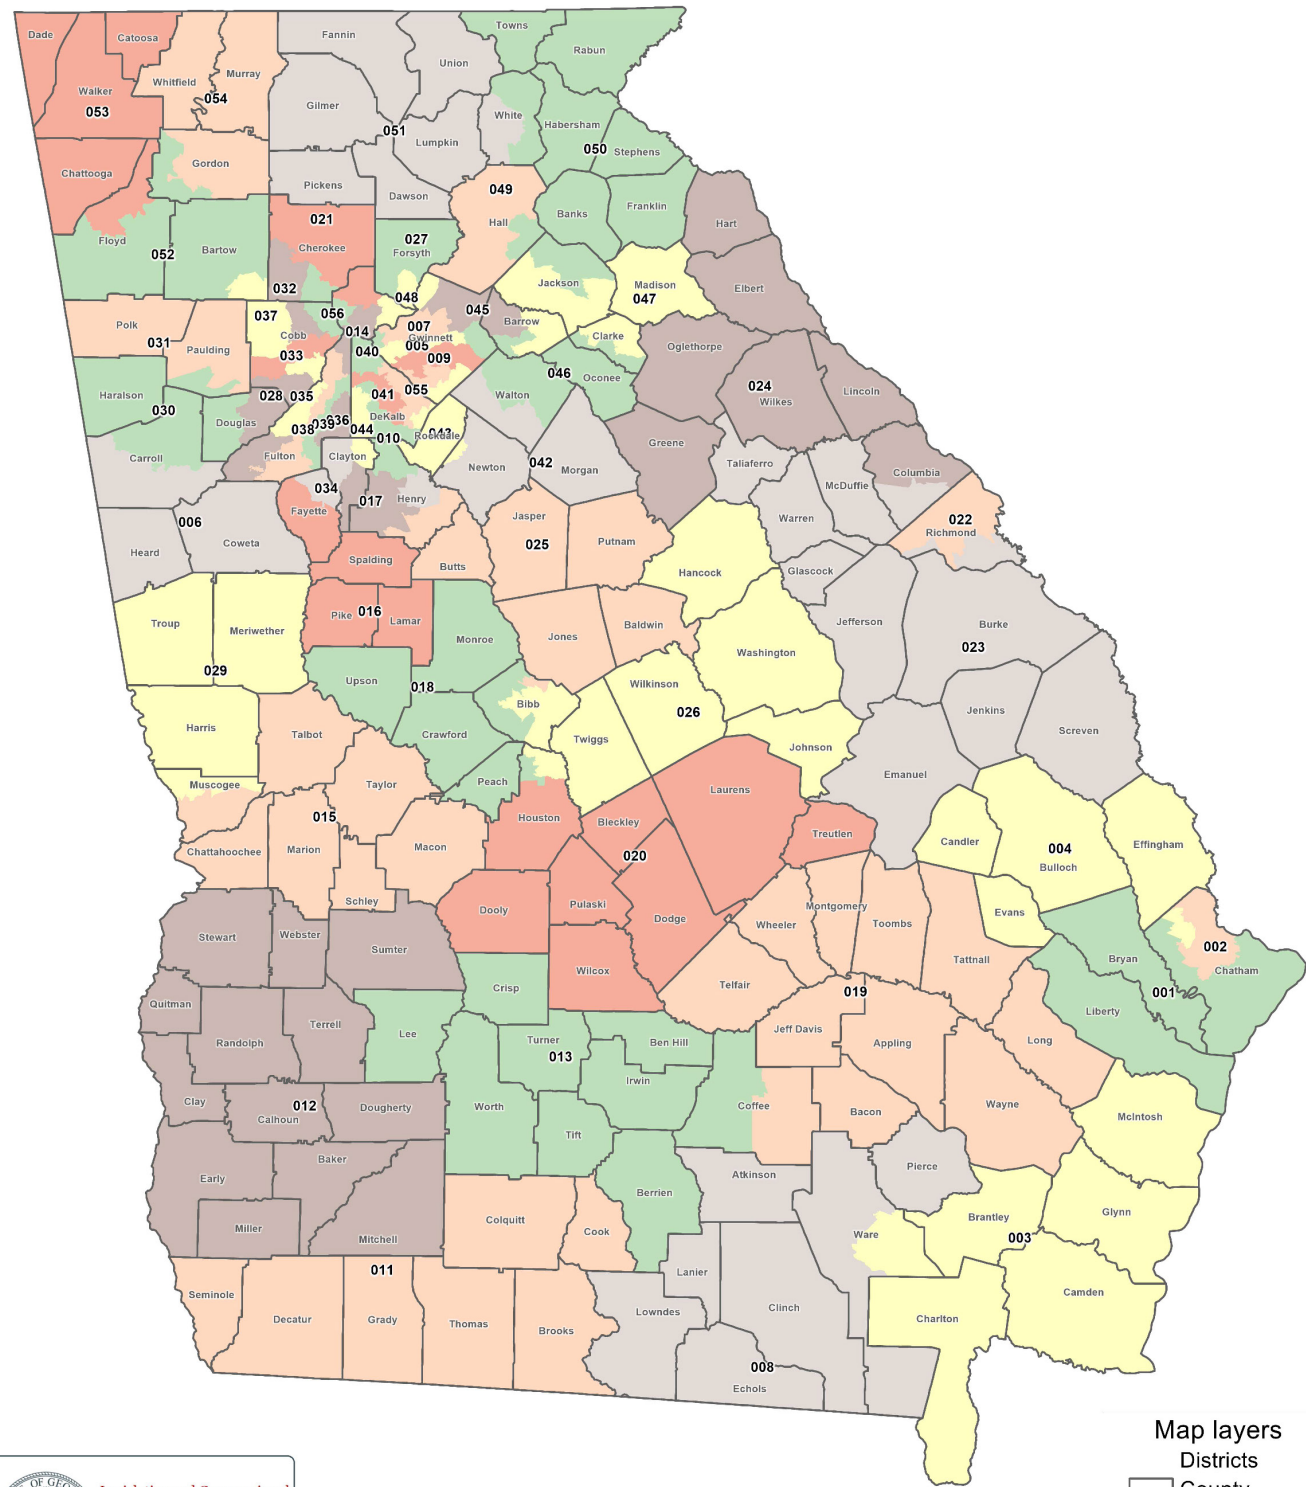 Towns
Dade
Catoosa
Fannin
Rabun
Union
Murray
Whitfield
Walker
054
Gilmer
053
White
Habersham
051
Lumpkin
050
Stephens
Gordon
Chattooga
Pickens
049
Dawson
Franklin
Banks
021
Hall
Hart
027
Floyd
Cherokee
Bartow
Forsyth
052
Jackson
Madison
032
Elbert
048
047
045
037
056
Barrow
Polk
007
014
Cobb
Clarke
Gwinnett
031
005
Oglethorpe
Paulding
040
033
009
046
Oconee
024
055
Lincoln
041
Haralson
028
035
Walton
Wilkes
030
DeKalb
036
Douglas
039
038
044
Rockdale
010
Greene
Fulton
Clayton
Carroll
042
Taliaferro
Newton
Morgan
Columbia
McDuffie
034
017
Henry
Fayette
Jasper
Warren
022
006
Richmond
Coweta
025
Putnam
Heard
Spalding
Butts
Hancock
Glascock
016
Pike
Lamar
Jefferson
Troup
Meriwether
Baldwin
Burke
Jones
Monroe
023
Washington
029
Upson
018
Wilkinson
Bibb
026
Jenkins
Harris
Screven
Talbot
Crawford
Twiggs
Johnson
Emanuel
Peach
Muscogee
Taylor
Laurens
015
Houston
Bleckley
Treutlen
Candler
004
Effingham
Macon
Chattahoochee
Marion
020
Bulloch
Schley
Pulaski
Montgomery
Dooly
Evans
Dodge
Wheeler
Toombs
Stewart
Webster
Sumter
002
Bryan
Tattnall
Wilcox
Chatham
Crisp
Telfair
019
001
Quitman
Liberty
Terrell
Jeff Davis
Lee
Randolph
Turner
Ben Hill
Appling
Long
013
Irwin
Clay
012
Calhoun
Dougherty
Worth
Coffee
Bacon
Wayne
McIntosh
Tift
Baker
Pierce
Early
Atkinson
Berrien
Colquitt
Glynn
Brantley
Miller
Cook
Ware
Mitchell
003
011
Lanier
Seminole
Camden
Clinch
Lowndes
Decatur
Grady
Charlton
Thomas
Brooks
008
Echols
Map layers
Districts
County